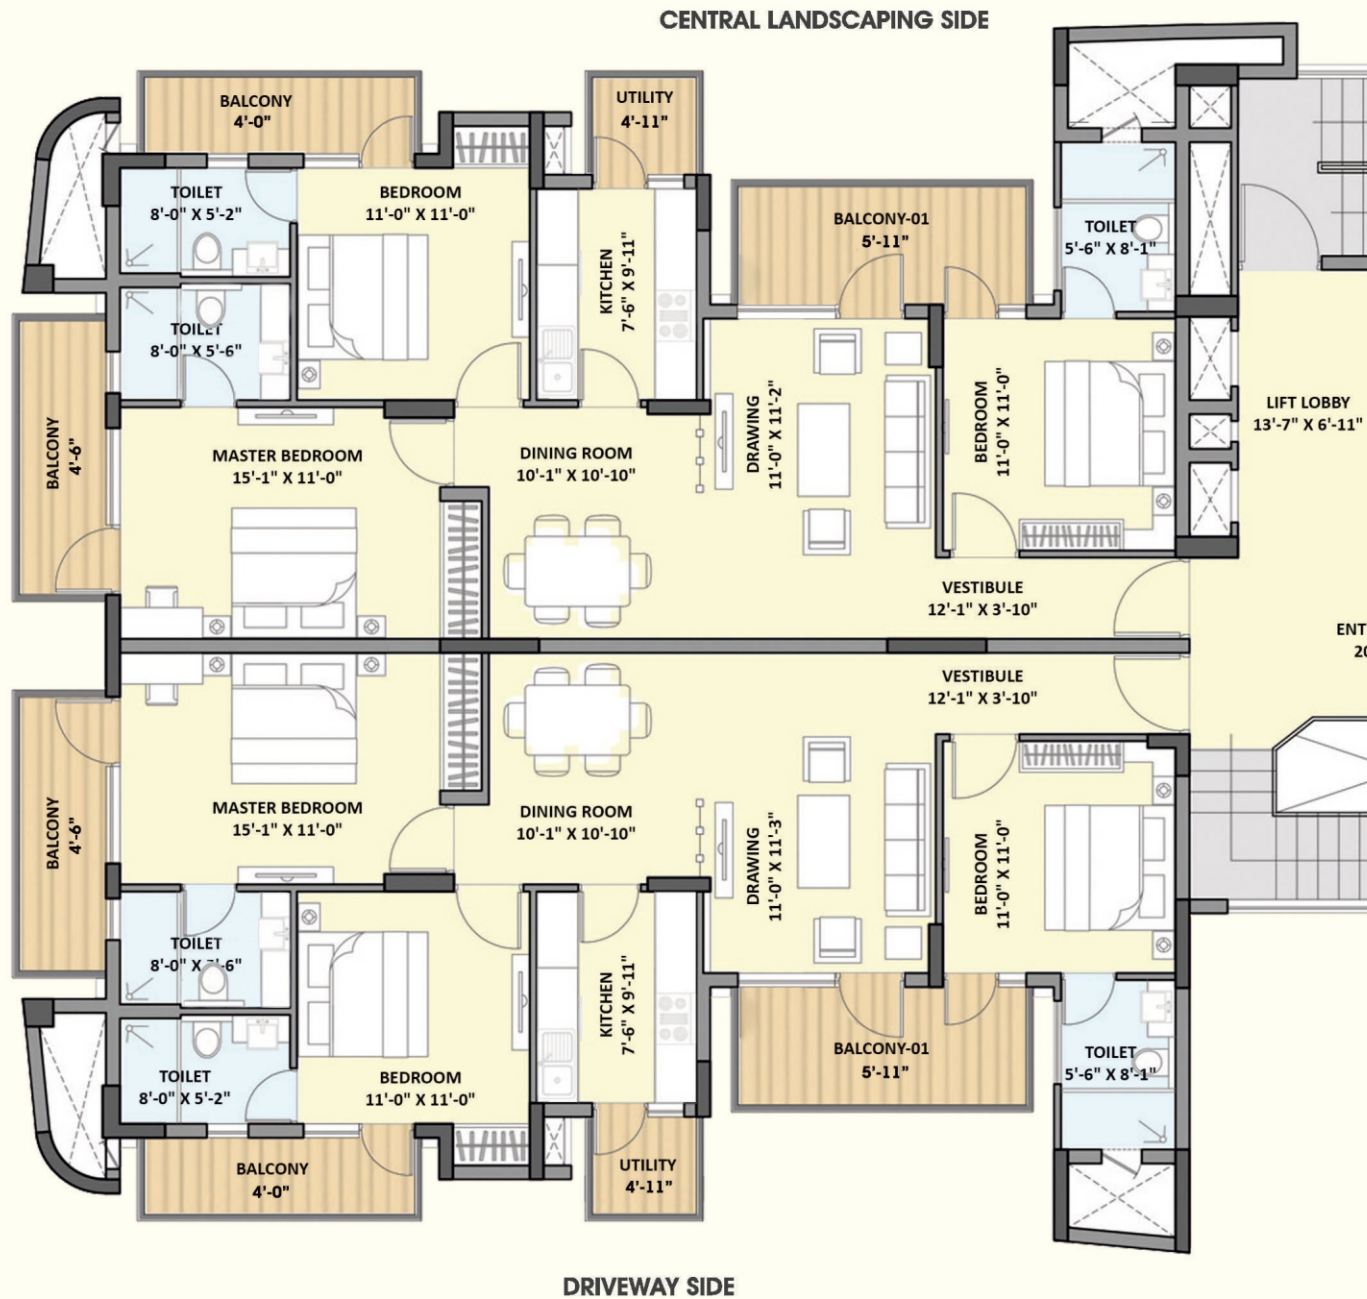 CENTRAL LANDSCAPING SIDE
BALCONY
4'-0"
UTILITY
4'-11"
TOILET
8'-0" X 5'-2"
BEDROOM
11'-0" X 11'-0"
KITCHEN
7'-6" X 9'-11"
BALCONY-01
5'-11"
TOILET
5'-6" X 8'-1"
TOILET
8'-0" X 5'-6"
BALCONY
4'-6"
MASTER BEDROOM
15'-1" X 11'-0"
DINING ROOM
10'-1" X 10'-10"
DRAWING
11'-0" X 11'-2"
BEDROOM
11'-0" X 11'-0"
LIFT LOBBY
13'-7" X 6'-11"
VESTIBULE
12'-1" X 3'-10"
ENT
20
VESTIBULE
12'-1" X 3'-10"
BALCONY
4'-6"
MASTER BEDROOM
15'-1" X 11'-0"
DINING ROOM
10'-1" X 10'-10"
DRAWING
11'-0" X 11'-3"
BEDROOM
11'-0" X 11'-0"
TOILET
8'-0" X -6"
KITCHEN
7'-6" X 9'-11"
BALCONY-01
5'-11"
TOILET
5'-6" X 8'-1"
TOILET
8'-0" X 5'-2"
BEDROOM
11'-0" X 11'-0"
BALCONY
4'-0"
UTILITY
4'-11"
DRIVEWAY SIDE